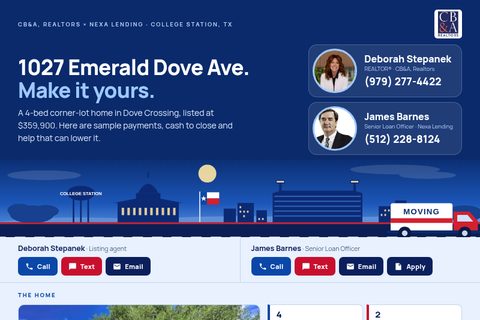 CB&A, REALTORS × NEXA LENDING · COLLEGE STATION, TX
CB
&A
REALTORS
1027 Emerald Dove Ave.
Make it yours.
A 4-bed corner-lot home in Dove Crossing, listed at
$359,900. Here are sample payments, cash to close and
help that can lower it.
Deborah Stepanek
REALTOR® · CB&A, Realtors
(979) 277-4422
James Barnes
Senior Loan Officer · Nexa Lending
(512) 228-8124
COLLEGE STATION
MOVING
Deborah Stepanek · Listing agent
Call
Text
Email
James Barnes · Senior Loan Officer
Call
Text
Email
Apply
THE HOME
4
2